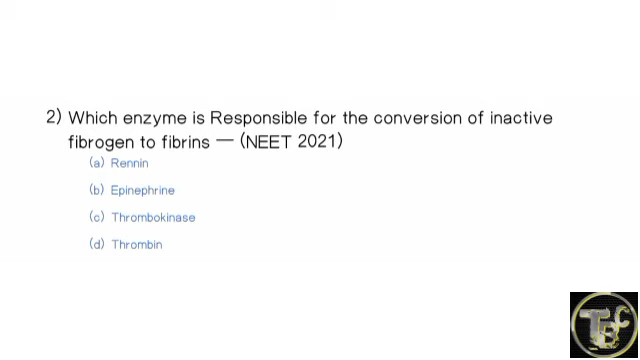 2) Which enzyme is Responsible for the conversion of inactive
fibrogen to fibrins — (NEET 2021)
(a) Rennin
(b) Epinephrine
(c) Thrombokinase
(d) Thrombin